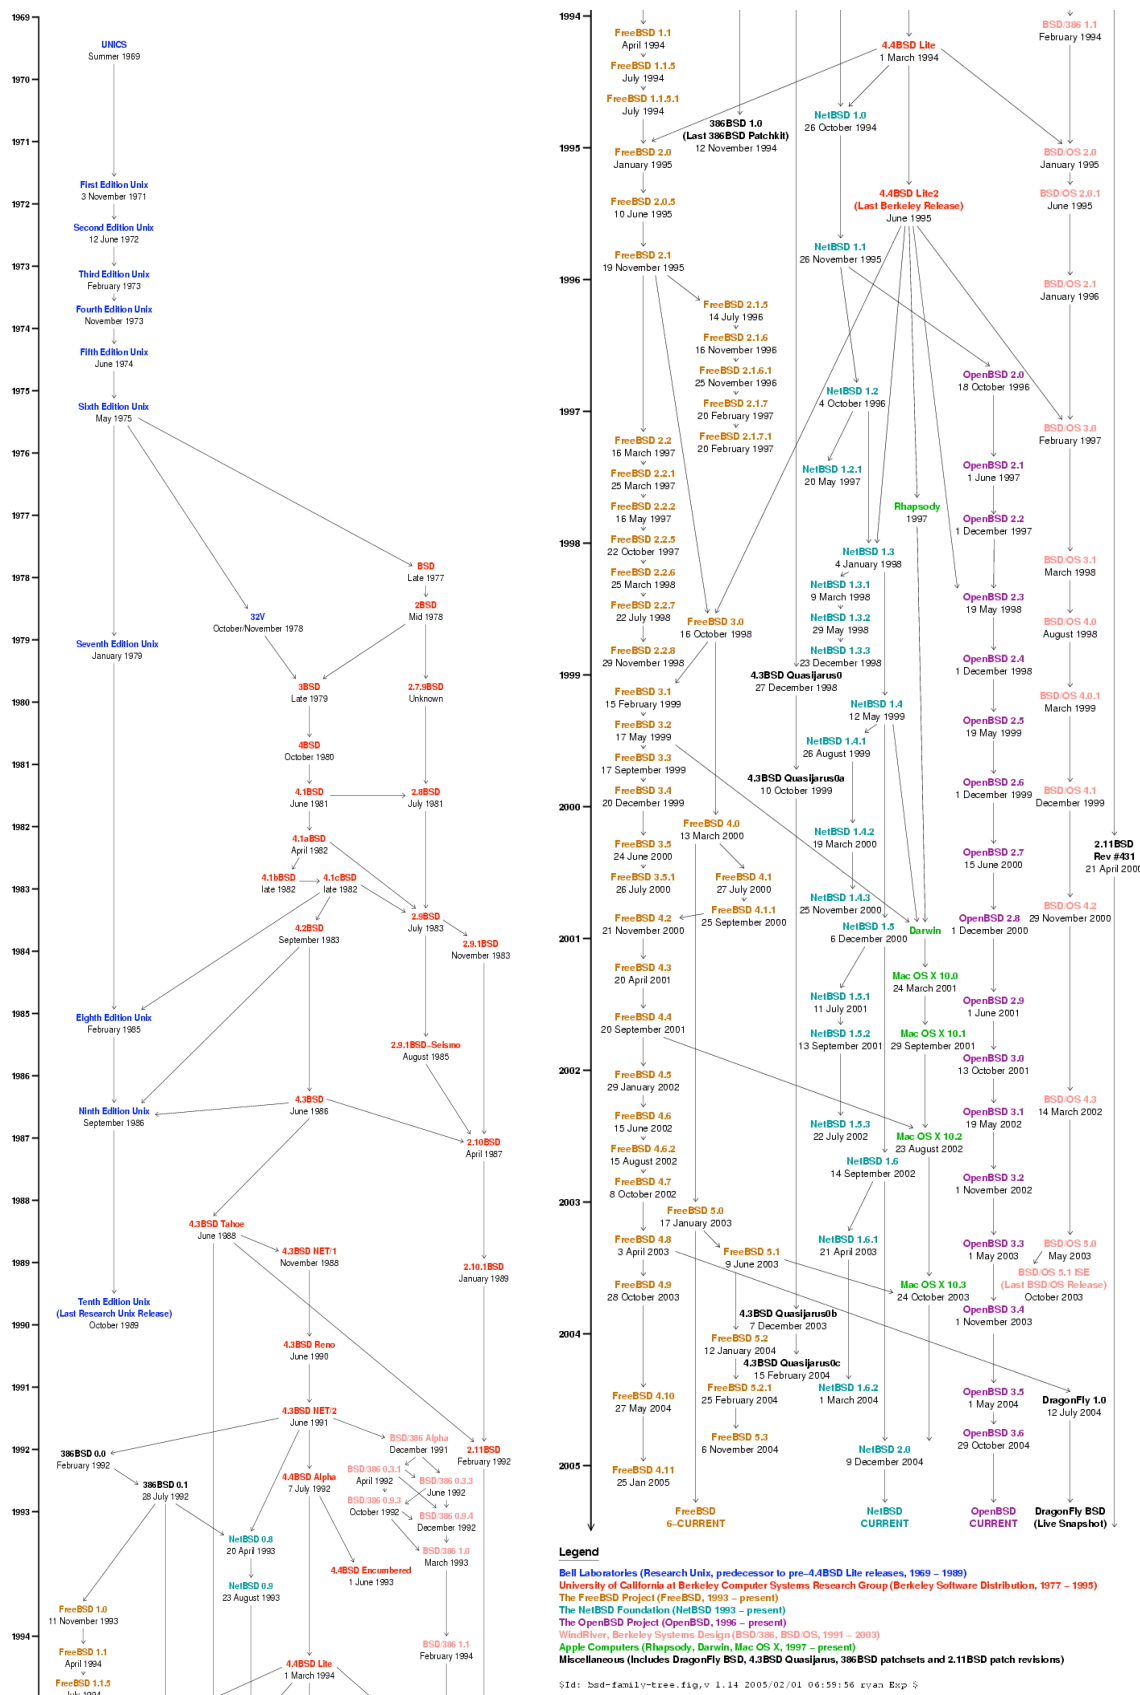 1969
UNICS
Summer 1969
1970
1971
First Edition Unix
3 November 1971
1972
Second Edition Unix
12 June 1972
1973
Third Edition Unix
February 1973
Fourth Edition Unix
November 1973
1974
Fifth Edition Unix
June 1974
1975
Sixth Edition Unix
May 1975
1976
1977
BSD
Late 1977
1978
2BSD
Mid 1978
32V
October/November 1978
1979
Seventh Edition Unix
January 1979
3BSD
Late 1979
2.7.9BSD
Unknown
1980
4BSD
October 1980
1981
4.1BSD
June 1981
2.8BSD
July 1981
1982
4.1aBSD
April 1982
4.1bBSD
late 1982
4.1cBSD
late 1982
1983
2.9BSD
July 1983
4.2BSD
September 1983
2.9.1BSD
November 1983
1984
Eighth Edition Unix
February 1985
1985
2.9.1BSD-Seismo
August 1985
1986
4.3BSD
June 1986
Ninth Edition Unix
September 1986
1987
2.10BSD
April 1987
1988
4.3BSD Tahoe
June 1988
4.3BSD NET/1
November 1988
1989
2.10.1BSD
January 1989
Tenth Edition Unix
(Last Research Unix Release)
October 1989
1990
4.3BSD Reno
June 1990
1991
4.3BSD NET/2
June 1991
BSD/386 Alpha
December 1991
1992
386BSD 0.0
February 1992
2.11BSD
February 1992
BSD/386 0.3.1
April 1992
4.4BSD Alpha
7 July 1992
BSD/386 0.3.3
June 1992
386BSD 0.1
28 July 1992
BSD/386 0.9.3
October 1992
BSD/386 0.9.4
December 1992
1993
NetBSD 0.8
20 April 1993
BSD/386 1.0
March 1993
4.4BSD Encumbered
1 June 1993
NetBSD 0.9
23 August 1993
FreeBSD 1.0
11 November 1993
1994
FreeBSD 1.1
April 1994
BSD/386 1.1
February 1994
4.4BSD Lite
1 March 1994
FreeBSD 1.1.5
July 1994
1994
BSD/386 1.1
February 1994
FreeBSD 1.1
April 1994
4.4BSD Lite
1 March 1994
FreeBSD 1.1.5
July 1994
FreeBSD 1.1.5.1
July 1994
NetBSD 1.0
26 October 1994
386BSD 1.0
(Last 386BSD Patchkit)
12 November 1994
1995
FreeBSD 2.0
January 1995
BSD/OS 2.0
January 1995
4.4BSD Lite2
(Last Berkeley Release)
June 1995
BSD/OS 2.0.1
June 1995
FreeBSD 2.0.5
10 June 1995
NetBSD 1.1
26 November 1995
FreeBSD 2.1
19 November 1995
1996
BSD/OS 2.1
January 1996
FreeBSD 2.1.5
14 July 1996
FreeBSD 2.1.6
16 November 1996
FreeBSD 2.1.6.1
25 November 1996
OpenBSD 2.0
18 October 1996
NetBSD 1.2
4 October 1996
FreeBSD 2.1.7
20 February 1997
1997
BSD/OS 3.0
February 1997
FreeBSD 2.2
16 March 1997
FreeBSD 2.1.7.1
20 February 1997
NetBSD 1.2.1
20 May 1997
OpenBSD 2.1
1 June 1997
FreeBSD 2.2.1
25 March 1997
FreeBSD 2.2.2
16 May 1997
Rhapsody
1997
OpenBSD 2.2
1 December 1997
FreeBSD 2.2.5
22 October 1997
1998
NetBSD 1.3
4 January 1998
BSD/OS 3.1
March 1998
FreeBSD 2.2.6
25 March 1998
NetBSD 1.3.1
9 March 1998
OpenBSD 2.3
19 May 1998
FreeBSD 2.2.7
22 July 1998
FreeBSD 3.0
16 October 1998
NetBSD 1.3.2
29 May 1998
BSD/OS 4.0
August 1998
FreeBSD 2.2.8
29 November 1998
NetBSD 1.3.3
23 December 1998
OpenBSD 2.4
1 December 1998
4.3BSD Quasijarus0
27 December 1998
1999
FreeBSD 3.1
15 February 1999
BSD/OS 4.0.1
March 1999
NetBSD 1.4
12 May 1999
FreeBSD 3.2
17 May 1999
OpenBSD 2.5
19 May 1999
NetBSD 1.4.1
26 August 1999
FreeBSD 3.3
17 September 1999
4.3BSD Quasijarus0a
10 October 1999
OpenBSD 2.6
1 December 1999
BSD/OS 4.1
December 1999
FreeBSD 3.4
20 December 1999
2000
FreeBSD 4.0
13 March 2000
NetBSD 1.4.2
19 March 2000
2.11BSD
Rev #431
21 April 2000
FreeBSD 3.5
24 June 2000
OpenBSD 2.7
15 June 2000
FreeBSD 3.5.1
26 July 2000
FreeBSD 4.1
27 July 2000
NetBSD 1.4.3
25 November 2000
FreeBSD 4.1.1
25 September 2000
BSD/OS 4.2
29 November 2000
FreeBSD 4.2
21 November 2000
NetBSD 1.5
6 December 2000
OpenBSD 2.8
1 December 2000
Darwin
2001
FreeBSD 4.3
20 April 2001
Mac OS X 10.0
24 March 2001
NetBSD 1.5.1
11 July 2001
OpenBSD 2.9
1 June 2001
FreeBSD 4.4
20 September 2001
NetBSD 1.5.2
13 September 2001
Mac OS X 10.1
29 September 2001
OpenBSD 3.0
13 October 2001
2002
FreeBSD 4.5
29 January 2002
BSD/OS 4.3
14 March 2002
OpenBSD 3.1
19 May 2002
FreeBSD 4.6
15 June 2002
NetBSD 1.5.3
22 July 2002
Mac OS X 10.2
23 August 2002
FreeBSD 4.6.2
15 August 2002
NetBSD 1.6
14 September 2002
OpenBSD 3.2
1 November 2002
FreeBSD 4.7
8 October 2002
2003
FreeBSD 5.0
17 January 2003
FreeBSD 4.8
3 April 2003
NetBSD 1.6.1
21 April 2003
OpenBSD 3.3
1 May 2003
BSD/OS 5.0
May 2003
FreeBSD 5.1
9 June 2003
BSD/OS 5.1 ISE
(Last BSD/OS Release)
October 2003
FreeBSD 4.9
28 October 2003
Mac OS X 10.3
24 October 2003
OpenBSD 3.4
1 November 2003
4.3BSD Quasijarus0b
7 December 2003
2004
FreeBSD 5.2
12 January 2004
4.3BSD Quasijarus0c
15 February 2004
FreeBSD 5.2.1
25 February 2004
NetBSD 1.6.2
1 March 2004
OpenBSD 3.5
1 May 2004
FreeBSD 4.10
27 May 2004
DragonFly 1.0
12 July 2004
FreeBSD 5.3
6 November 2004
OpenBSD 3.6
29 October 2004
NetBSD 2.0
9 December 2004
2005
FreeBSD 4.11
25 Jan 2005
FreeBSD
6-CURRENT
NetBSD
CURRENT
OpenBSD
CURRENT
DragonFly BSD
(Live Snapshot)
Legend
Bell Laboratories (Research Unix, predecessor to pre-4.4BSD Lite releases, 1969 - 1989)
University of California at Berkeley Computer Systems Research Group (Berkeley Software Distribution, 1977 - 1995)
The FreeBSD Project (FreeBSD, 1993 - present)
The NetBSD Foundation (NetBSD 1993 - present)
The OpenBSD Project (OpenBSD, 1996 - present)
WindRiver, Berkeley Systems Design (BSD/386, BSD/OS, 1991 - 2003)
Apple Computers (Rhapsody, Darwin, Mac OS X, 1997 - present)
Miscellaneous (Includes DragonFly BSD, 4.3BSD Quasijarus, 386BSD patchsets and 2.11BSD patch revisions)
$Id: bsd-family-tree.fig,v 1.14 2005/02/01 06:59:56 ryan Exp $